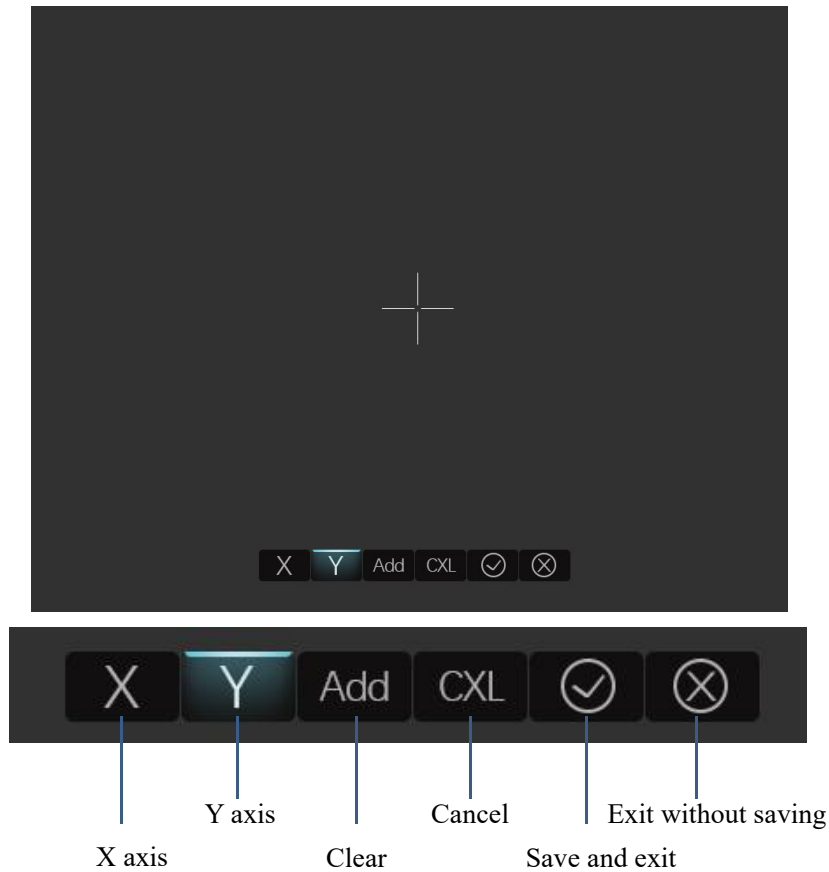 X Y Add CXL
X Y Add CXL
Y axis Cancel Exit without saving
X axis Clear Save and exit